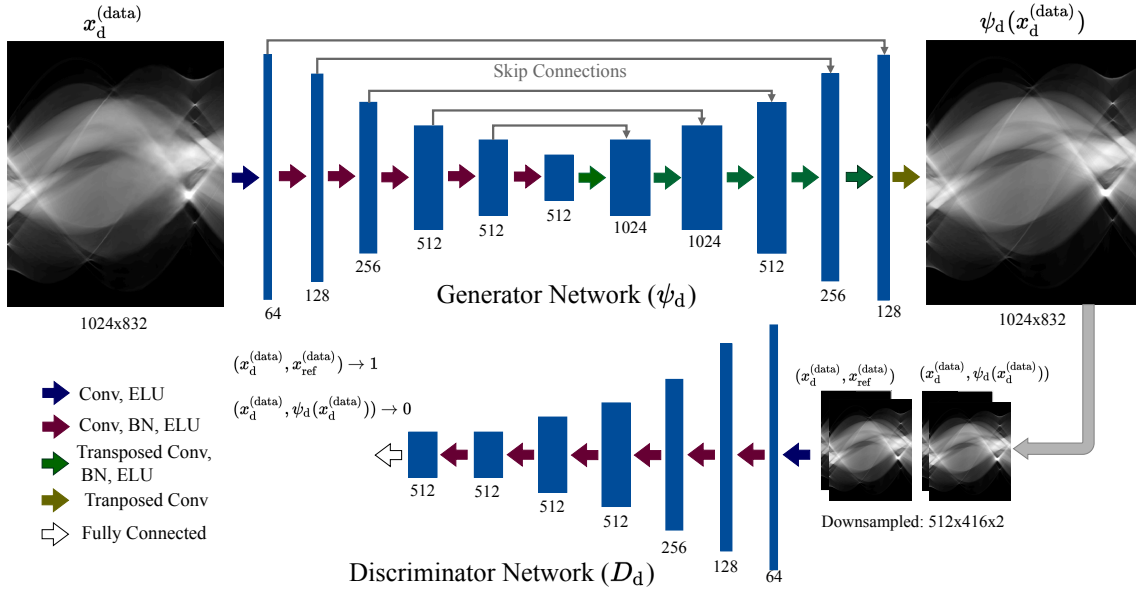 x_d^(data)
ψ_d(x_d^(data))
Skip Connections
64
128
256
512
512
512
1024
1024
512
256
128
Generator Network (ψ_d)
1024x832
1024x832
(x_d^(data), x_ref^(data)) → 1
(x_d^(data), ψ_d(x_d^(data))) → 0
(x_d^(data), x_ref^(data))
(x_d^(data), ψ_d(x_d^(data)))
Conv, ELU
Conv, BN, ELU
Transposed Conv,
BN, ELU
Tranposed Conv
Fully Connected
512
512
512
512
256
128
64
Downsampled: 512x416x2
Discriminator Network (D_d)